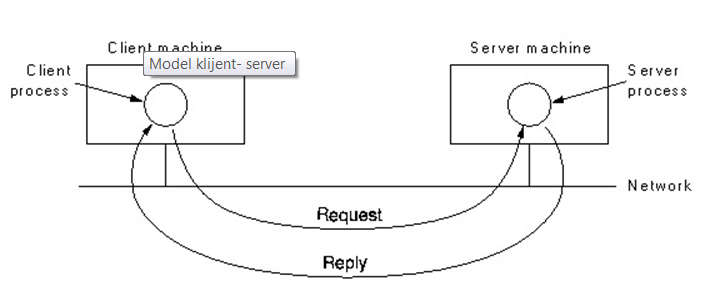 Client machine
Server machine
Model klijent- server
Client
process
Server
process
Network
Request
Reply